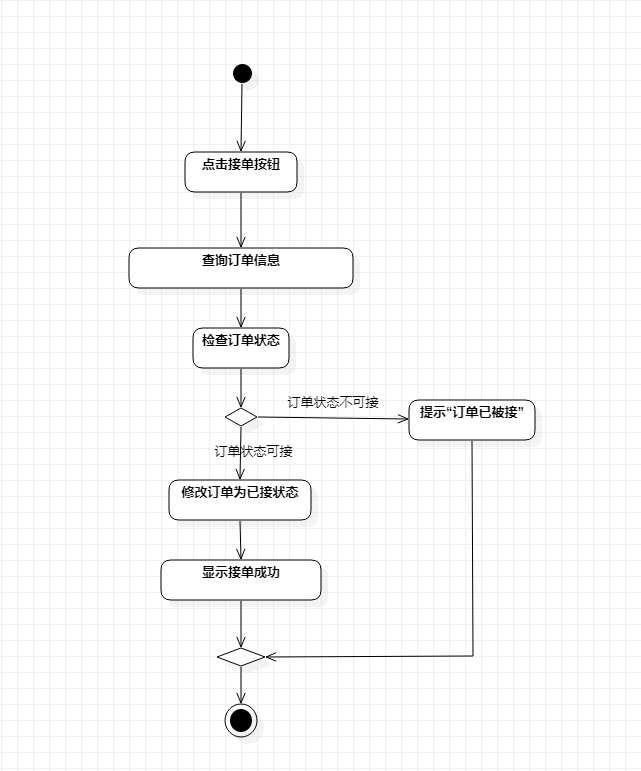 点击接单按钮
查询订单信息
检查订单状态
订单状态不可接
提示“订单已被接”
订单状态可接
修改订单为已接状态
显示接单成功